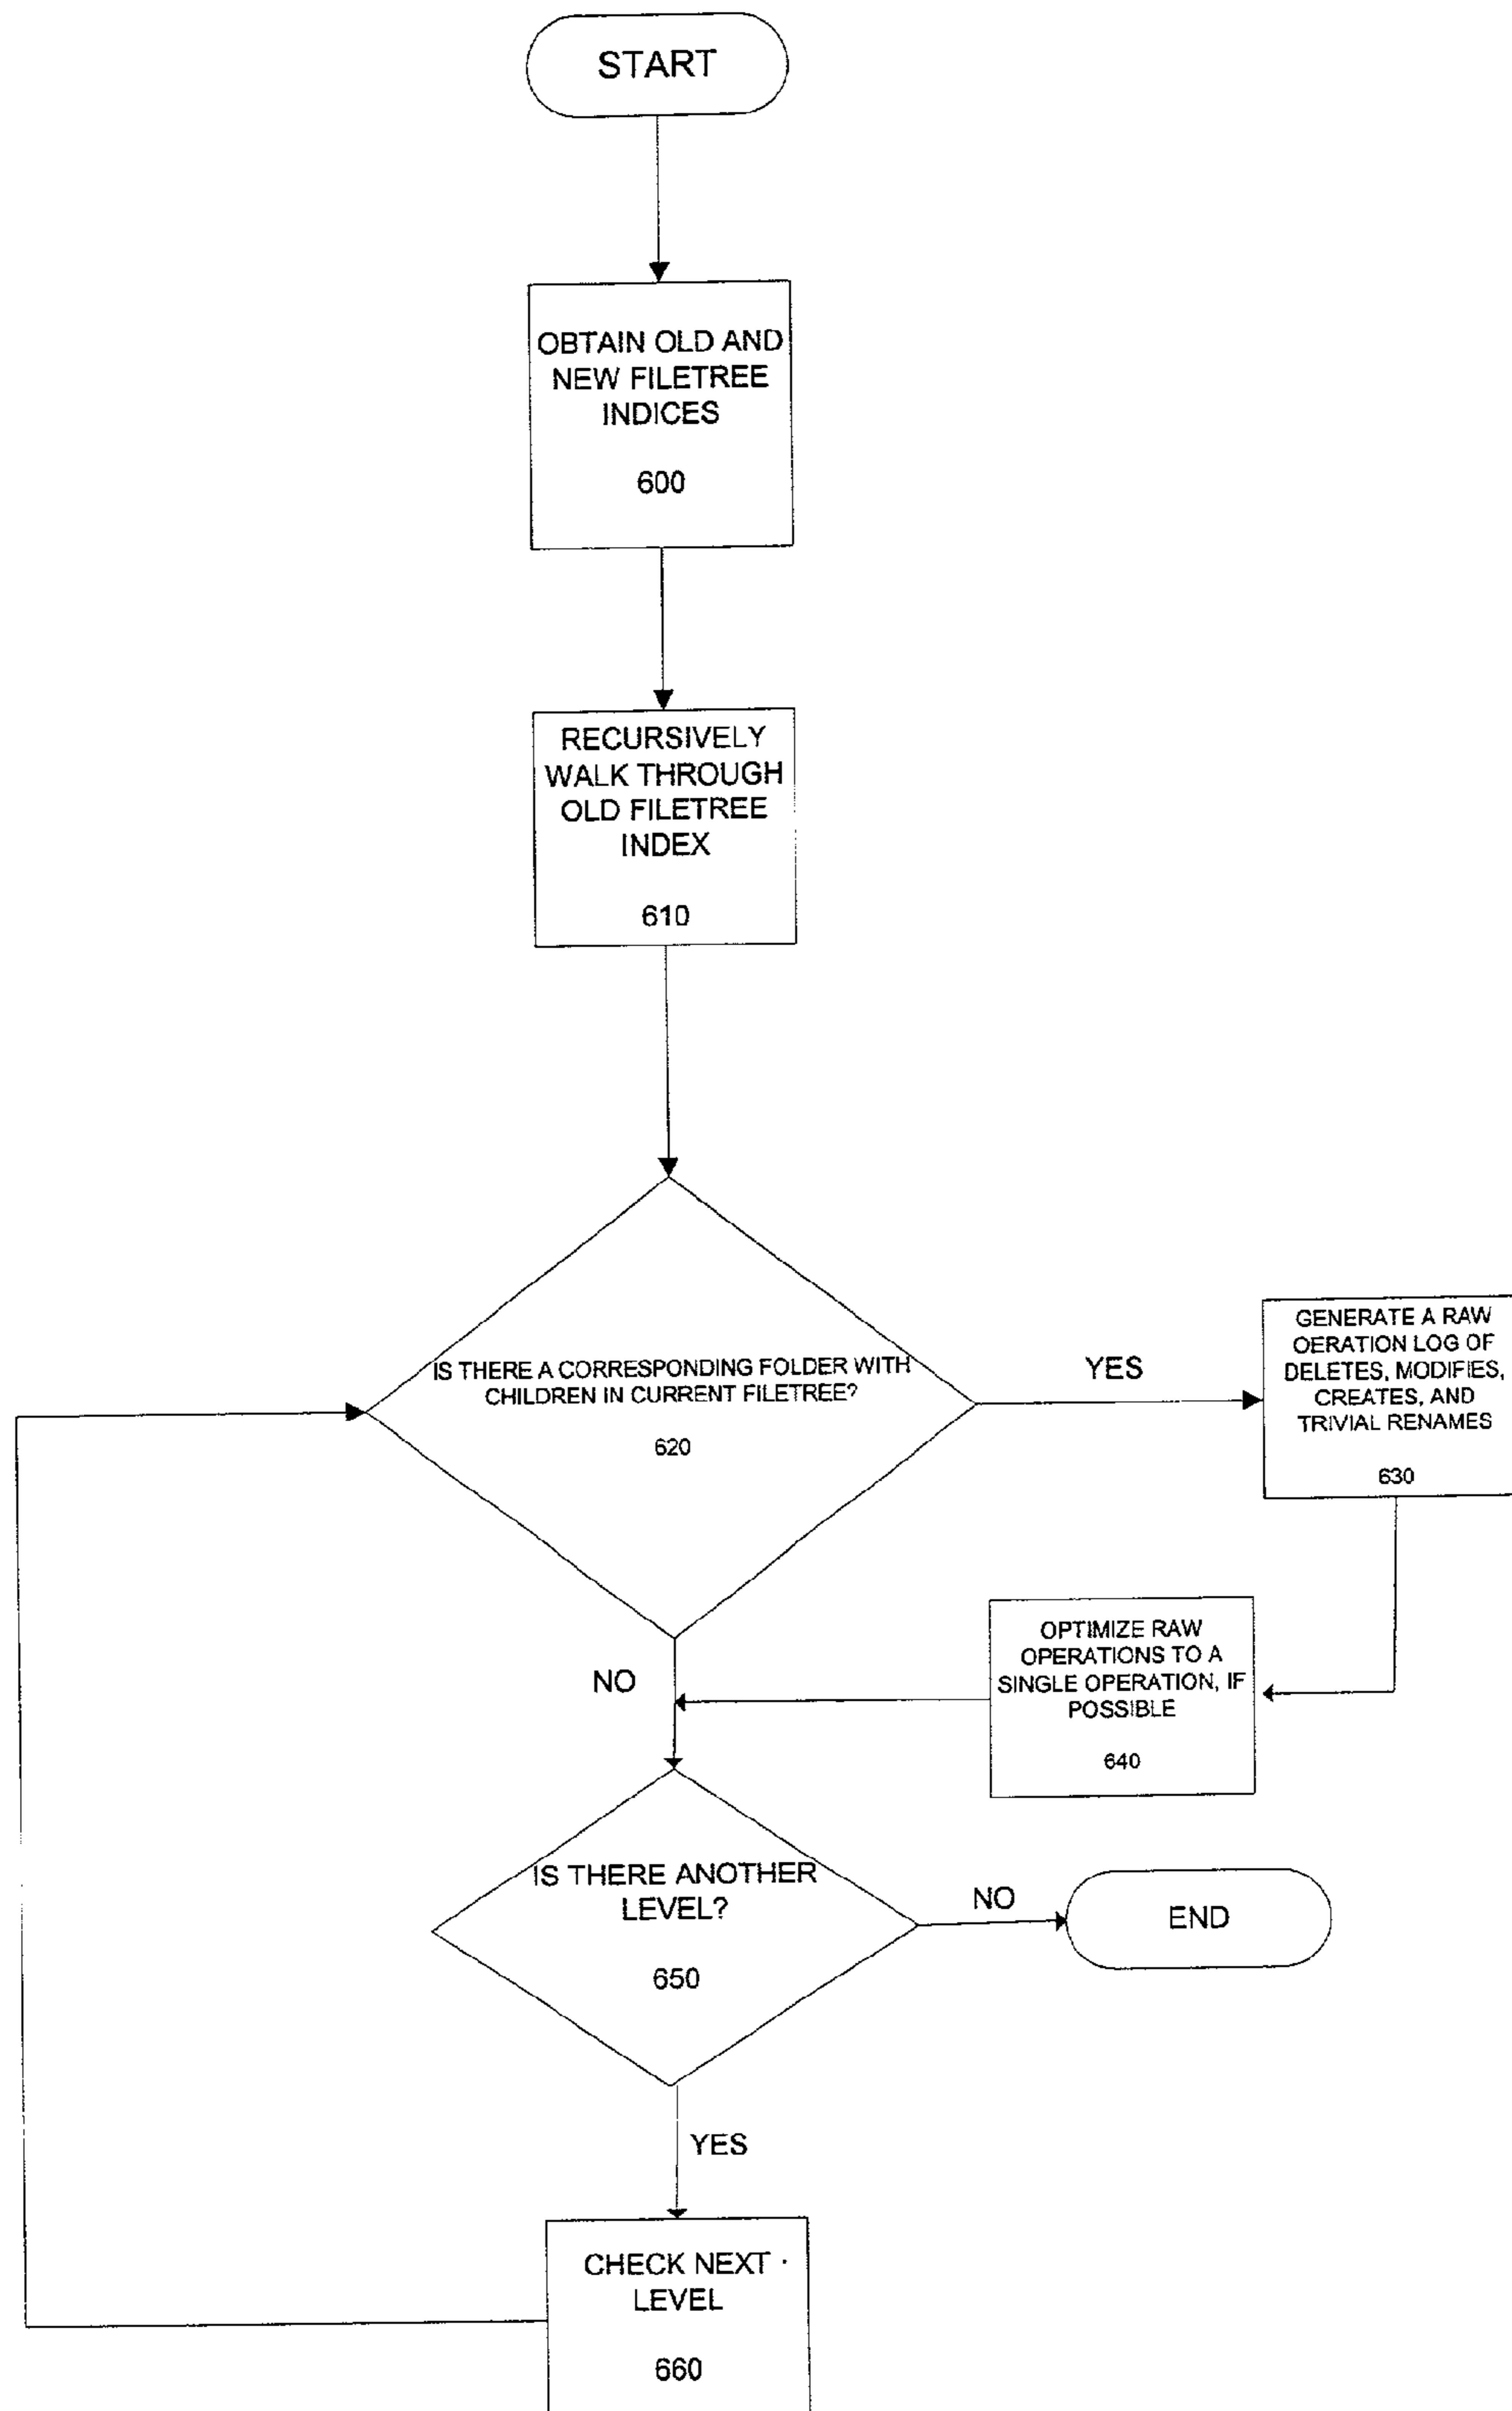 START
OBTAIN OLD AND
NEW FILETREE
INDICES
600
RECURSIVELY
WALK THROUGH
OLD FILETREE
INDEX
610
IS THERE A CORRESPONDING FOLDER WITH
CHILDREN IN CURRENT FILETREE?
620
YES
GENERATE A RAW
OERATION LOG OF
DELETES, MODIFIES,
CREATES, AND
TRIVIAL RENAMES
630
OPTIMIZE RAW
OPERATIONS TO A
SINGLE OPERATION, IF
POSSIBLE
640
NO
IS THERE ANOTHER
LEVEL?
650
NO
END
YES
CHECK NEXT
LEVEL
660